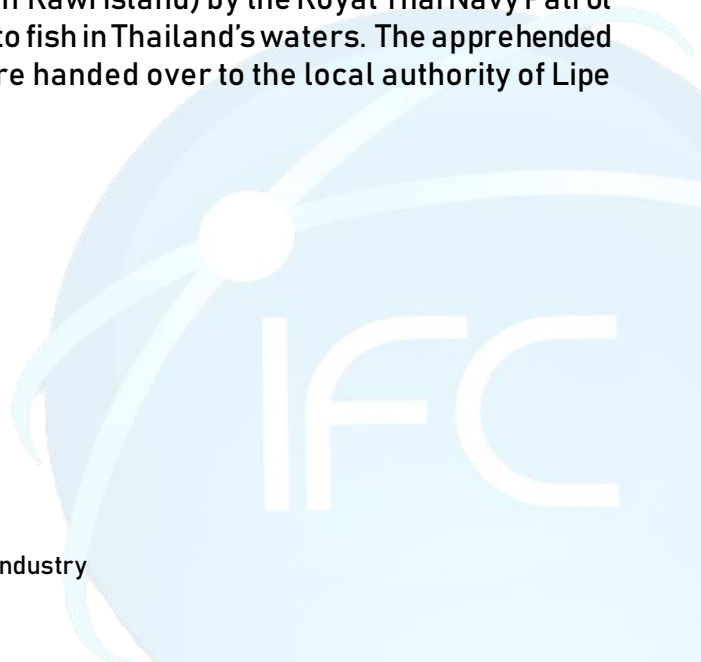 Rawi Island) by the Royal Thai Navy Patrol
to fish in Thailand's waters. The apprehended
re handed over to the local authority of Lipe
IFC
ndustry